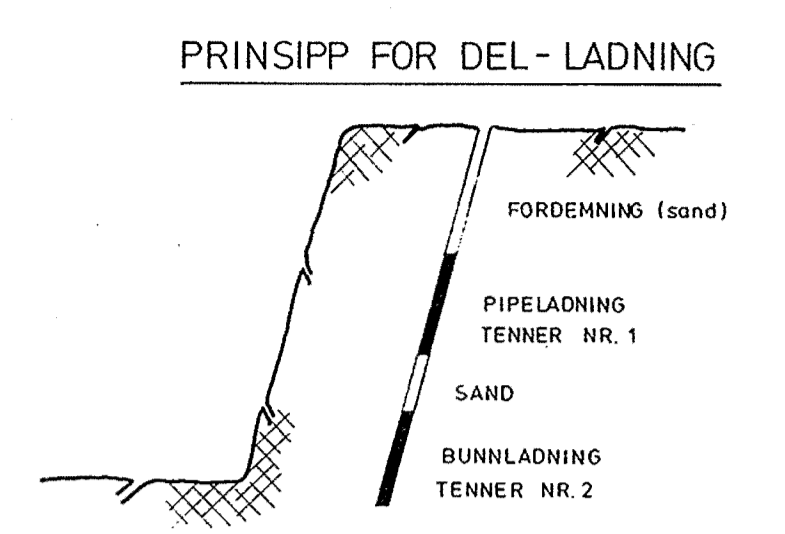 PRINSIPP FOR DEL-LADNING
FORDEMNING (sand)
PIPELADNING
TENNER NR. 1
SAND
BUNNLADNING
TENNER NR. 2